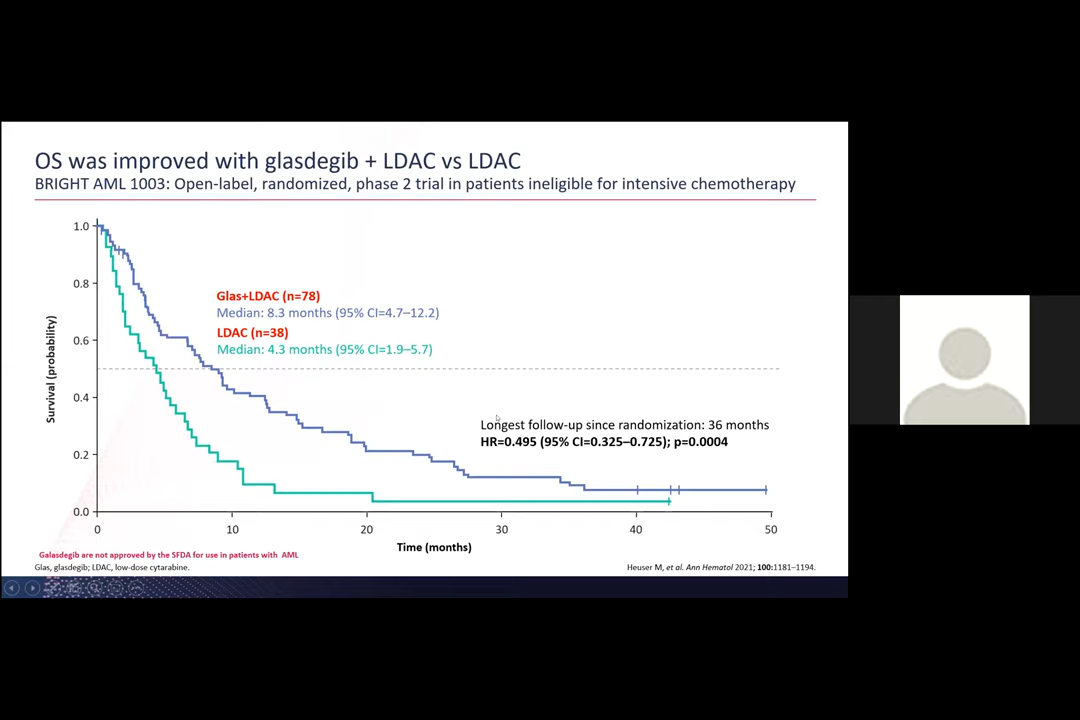 OS was improved with glasdegib + LDAC vs LDAC
BRIGHT AML 1003: Open-label, randomized, phase 2 trial in patients ineligible for intensive chemotherapy
Survival (probability)
1.0
0.8
0.6
0.4
0.2
0.0
Glas+LDAC (n=78)
Median: 8.3 months (95% CI=4.7–12.2)
LDAC (n=38)
Median: 4.3 months (95% CI=1.9–5.7)
Longest follow-up since randomization: 36 months
HR=0.495 (95% CI=0.325–0.725); p=0.0004
0 10 20 30 40 50
Time (months)
Galasdegib are not approved by the SFDA for use in patients with AML
Glas, glasdegib; LDAC, low-dose cytarabine.
Heuser M, et al. Ann Hematol 2021; 100:1181–1194.